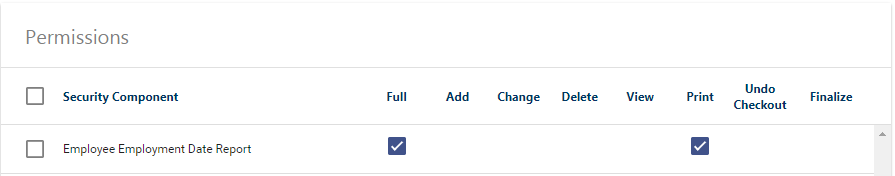 Permissions
Security Component Full Add Change Delete View Print Undo Checkout Finalize
Employee Employment Date Report